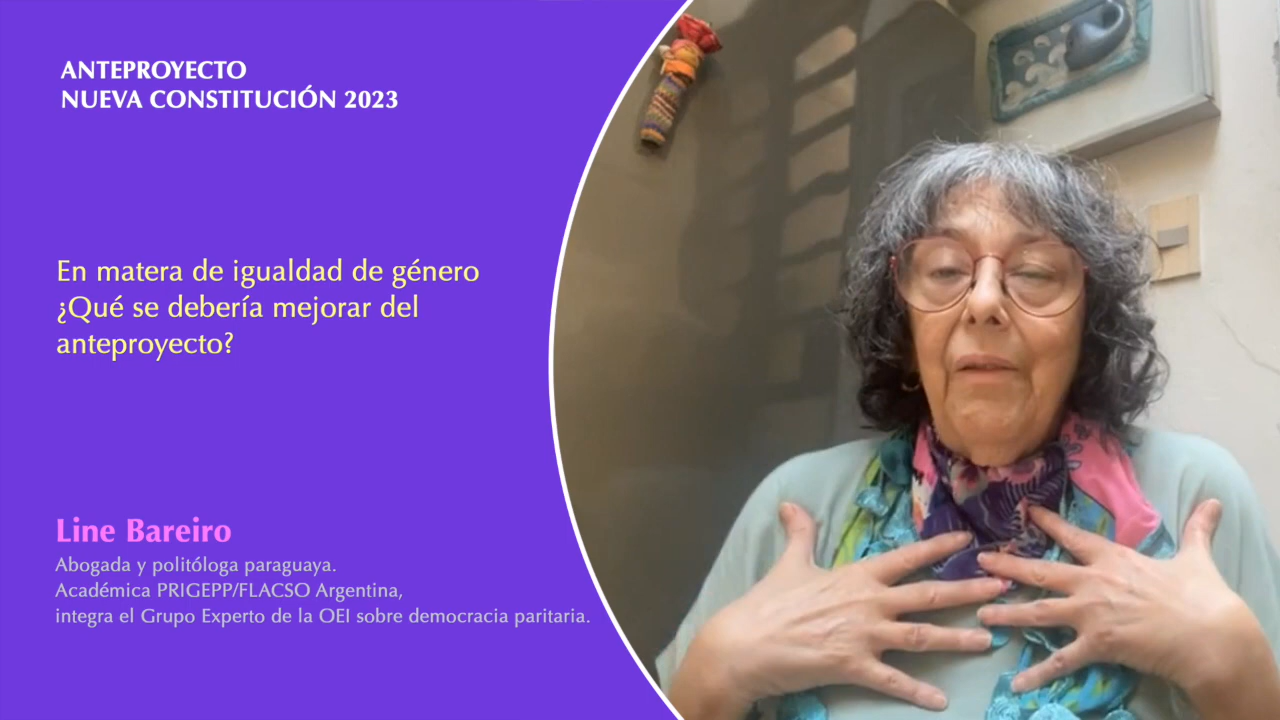 ANTEPROYECTO
NUEVA CONSTITUCIÓN 2023
En matera de igualdad de género
¿Qué se debería mejorar del
anteproyecto?
Line Bareiro
Abogada y politóloga paraguaya.
Académica PRIGEPP/FLACSO Argentina,
integra el Grupo Experto de la OEI sobre democracia paritaria.